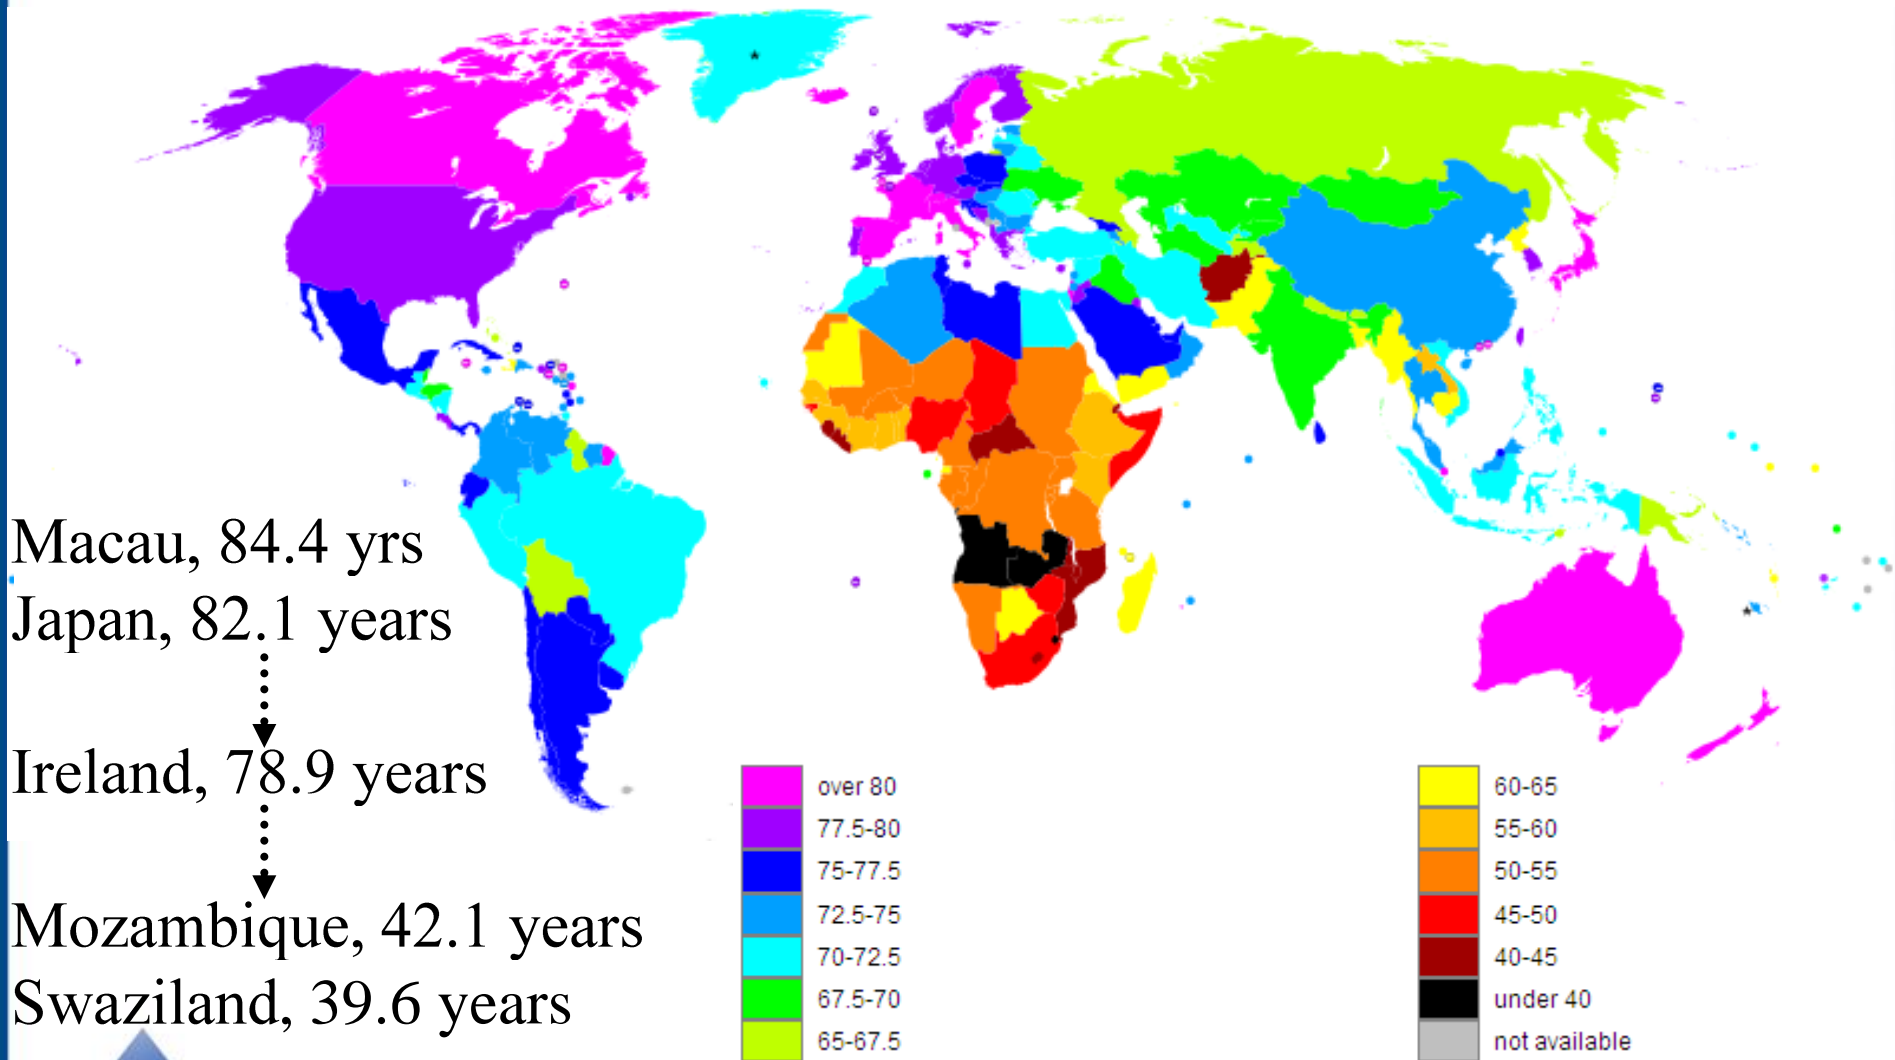 Macau, 84.4 yrs
Japan, 82.1 years
Ireland, 78.9 years
Mozambique, 42.1 years
Swaziland, 39.6 years
over 80
77.5-80
75-77.5
72.5-75
70-72.5
67.5-70
65-67.5
60-65
55-60
50-55
45-50
40-45
under 40
not available